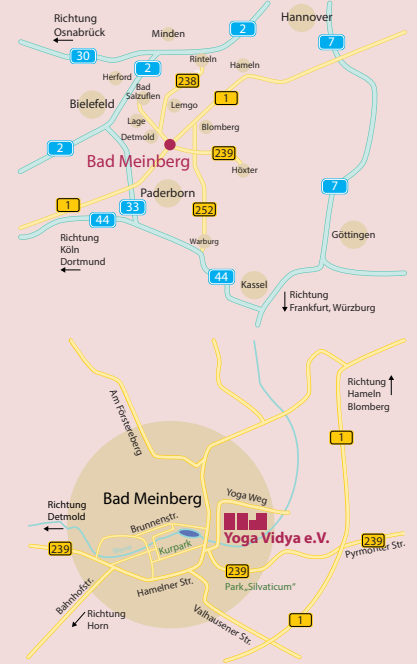 Richtung
Osnabrück
Hannover
Minden
2
7
30
2
Rinteln
Hameln
Herford
238
Bad
Salzuflen
1
Bielefeld
Lemgo
Lage
Blomberg
Detmold
2
239
Bad Meinberg
Höxter
Paderborn
7
1
33
252
44
Richtung
Köln
Dortmund
Göttingen
Warburg
44
Kassel
Richtung
Frankfurt, Würzburg
Richtung
Hameln
Blomberg
Am Förstereberg
1
Bad Meinberg
Yoga Weg
Richtung
Detmold
Brunnenstr.
Yoga Vidya e.V.
239
Kurpark
239
Pyrmonter Str.
239
Hamelner Str.
Park„Silvaticum“
Bahnhofstr.
Richtung
Horn
Valhausener Str.
1